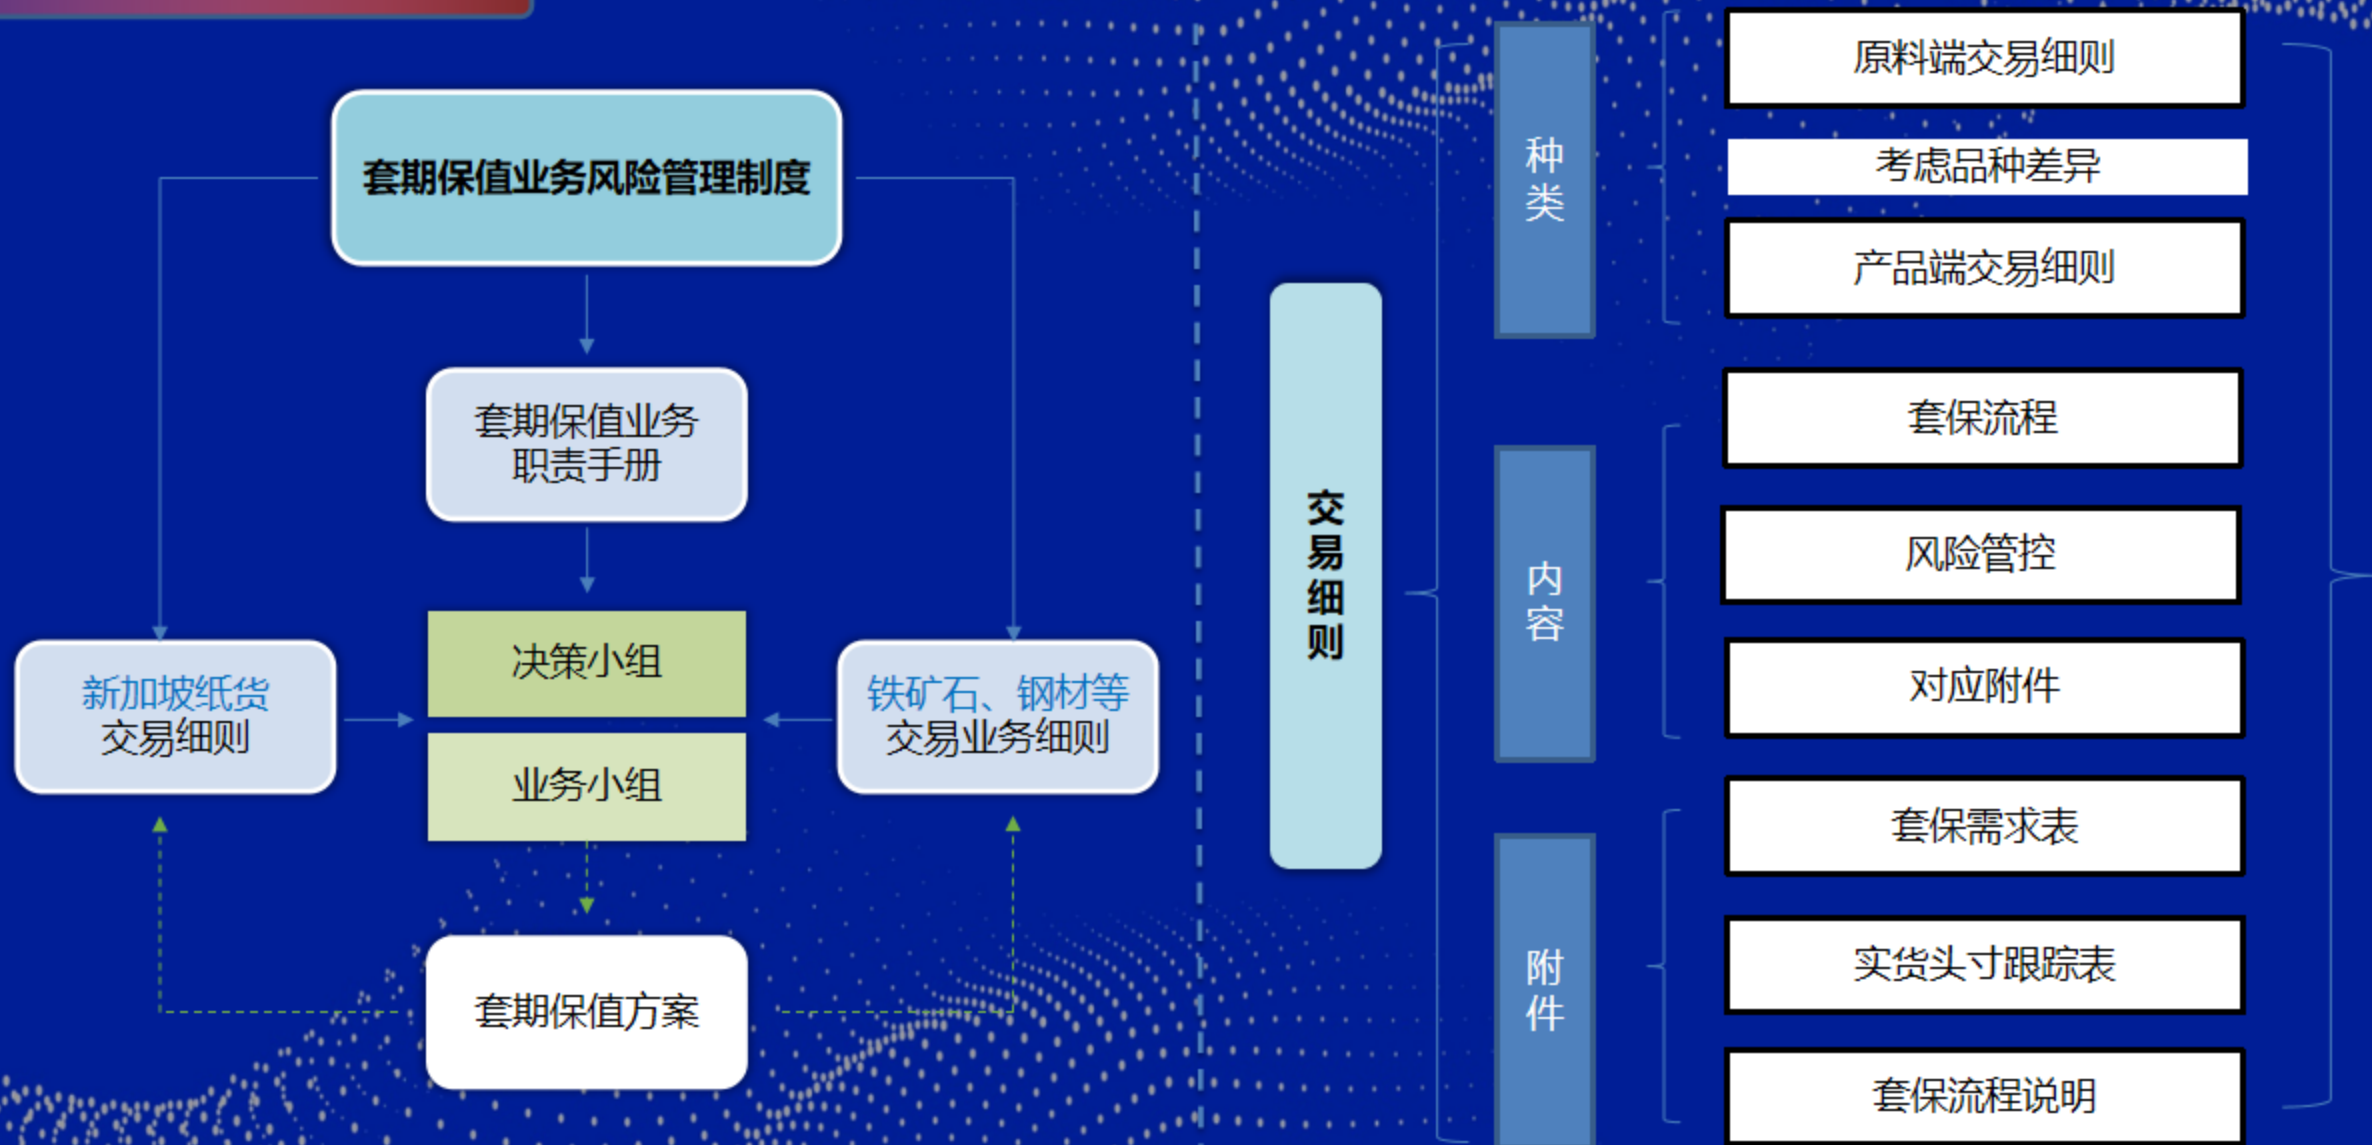 套期保值业务风险管理制度
套期保值业务
职责手册
决策小组
业务小组
新加坡纸货
交易细则
铁矿石、钢材等
交易业务细则
套期保值方案
交易细则
种类
原料端交易细则
考虑品种差异
产品端交易细则
内容
套保流程
风险管控
对应附件
附件
套保需求表
实货头寸跟踪表
套保流程说明